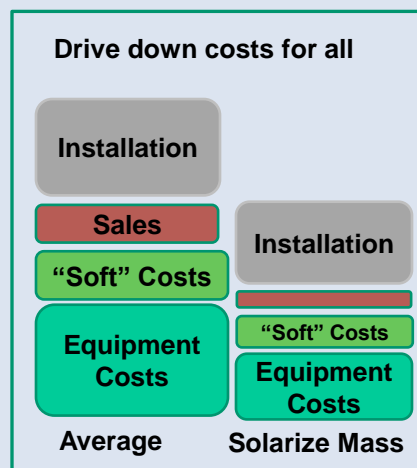 Drive down costs for all
Installation
Sales
“Soft” Costs
Equipment
Costs
Average
Installation
“Soft” Costs
Equipment
Costs
Solarize Mass